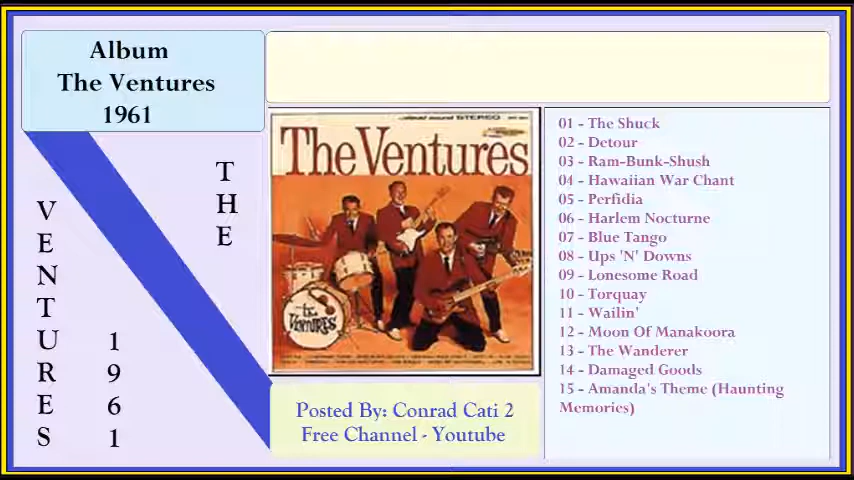 Album
The Ventures
1961
THE
VENTURES
1961
STEREO
The Ventures
the
VENTURES
Posted By: Conrad Cati 2
Free Channel - Youtube
01 - The Shuck
02 - Detour
03 - Ram-Bunk-Shush
04 - Hawaiian War Chant
05 - Perfidia
06 - Harlem Nocturne
07 - Blue Tango
08 - Ups 'N' Downs
09 - Lonesome Road
10 - Torquay
11 - Wailin'
12 - Moon Of Manakoora
13 - The Wanderer
14 - Damaged Goods
15 - Amanda's Theme (Haunting
Memories)